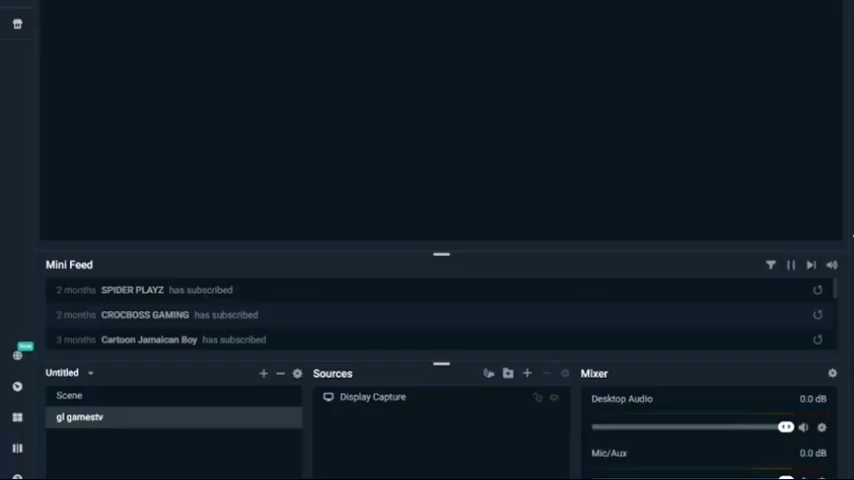 Mini Feed
2 months SPIDER PLAYZ has subscribed
2 months CROCBOSS GAMING has subscribed
3 months Cartoon Jamaican Boy has subscribed
New
Untitled
Scene
gl gamestv
Sources
Display Capture
Mixer
Desktop Audio 0.0 dB
Mic/Aux 0.0 dB